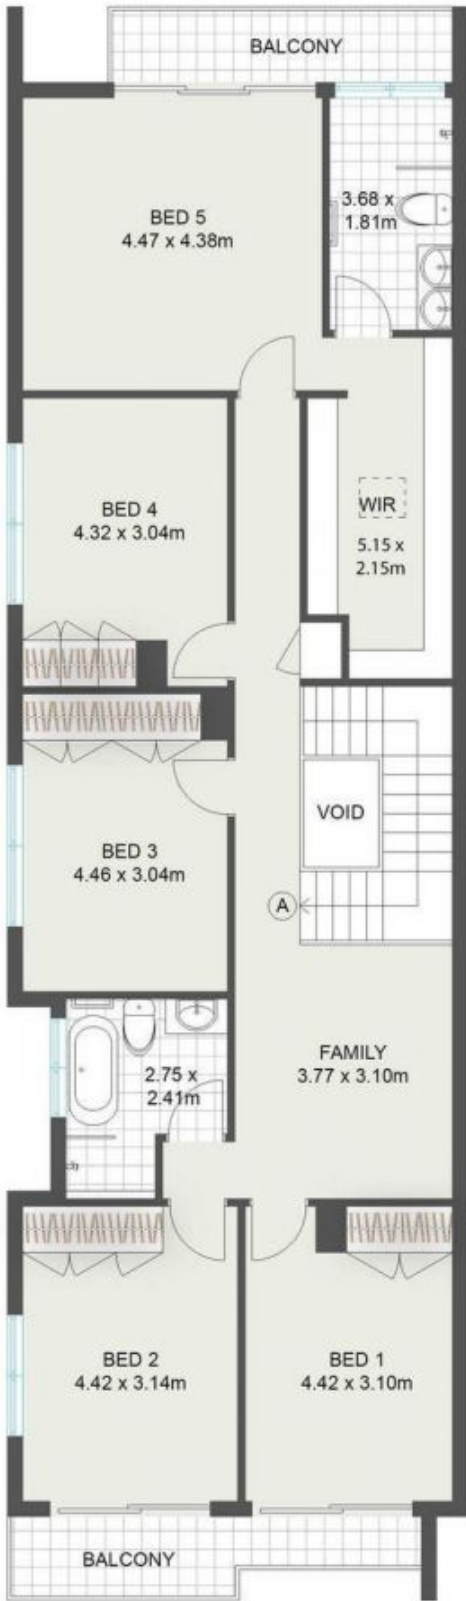 BALCONY
BED 5
4.47 x 4.38m
3.68 x
1.81m
BED 4
4.32 x 3.04m
WIR
5.15 x
2.15m
VOID
BED 3
4.46 x 3.04m
A
2.75 x
2.41m
FAMILY
3.77 x 3.10m
BED 2
4.42 x 3.14m
BED 1
4.42 x 3.10m
BALCONY